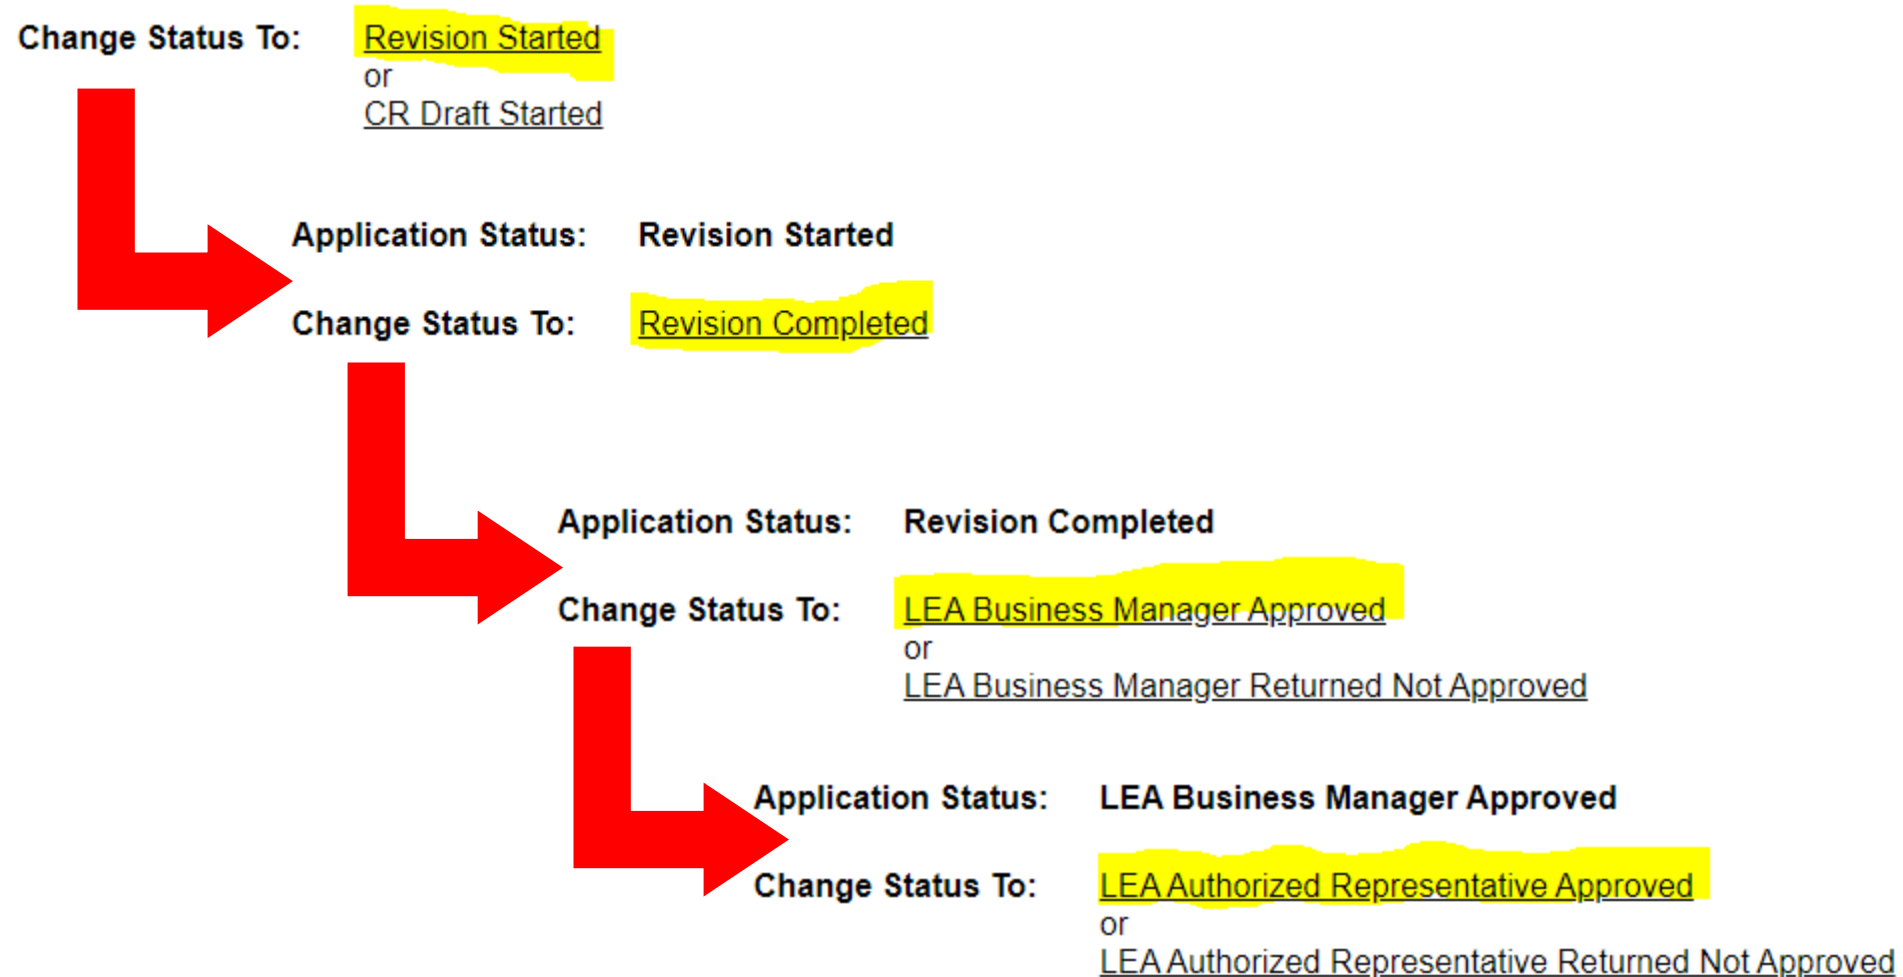 Change Status To: Revision Started
or
CR Draft Started
Application Status: Revision Started
Change Status To: Revision Completed
Application Status: Revision Completed
Change Status To: LEA Business Manager Approved
or
LEA Business Manager Returned Not Approved
Application Status: LEA Business Manager Approved
Change Status To: LEA Authorized Representative Approved
or
LEA Authorized Representative Returned Not Approved